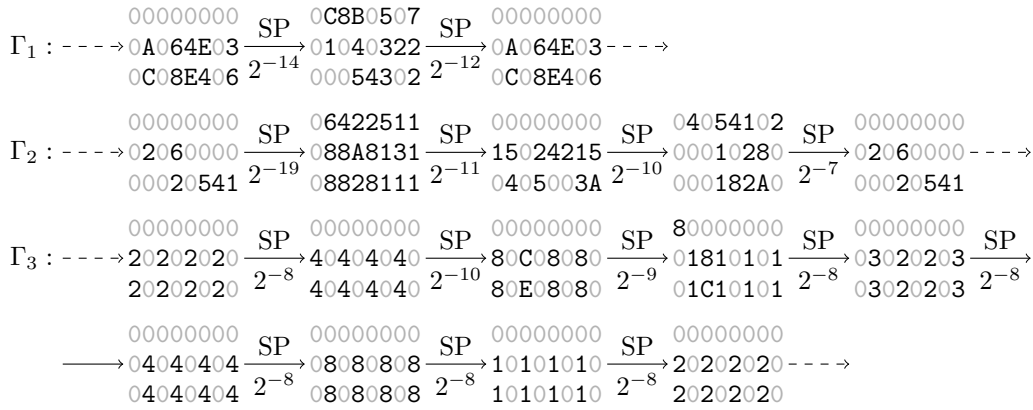 00000000 0C8B0507 00000000
Γ1 : 0A064E03 SP 2−14 01040322 SP 2−12 0A064E03
0C08E406 00054302 0C08E406
00000000 06422511 00000000 04054102 00000000
Γ2 : 02060000 SP 2−19 088A8131 SP 2−11 15024215 SP 2−10 00010280 SP 2−7 02060000
00020541 08828111 0405003A 000182A0 00020541
00000000 00000000 00000000 80000000 00000000
Γ3 : 20202020 SP 2−8 40404040 SP 2−10 80C08080 SP 2−9 01810101 SP 2−8 03020203 SP 2−8
20202020 40404040 80E08080 01C10101 03020203
00000000 00000000 00000000 00000000
04040404 SP 2−8 08080808 SP 2−8 10101010 SP 2−8 20202020
04040404 08080808 10101010 20202020